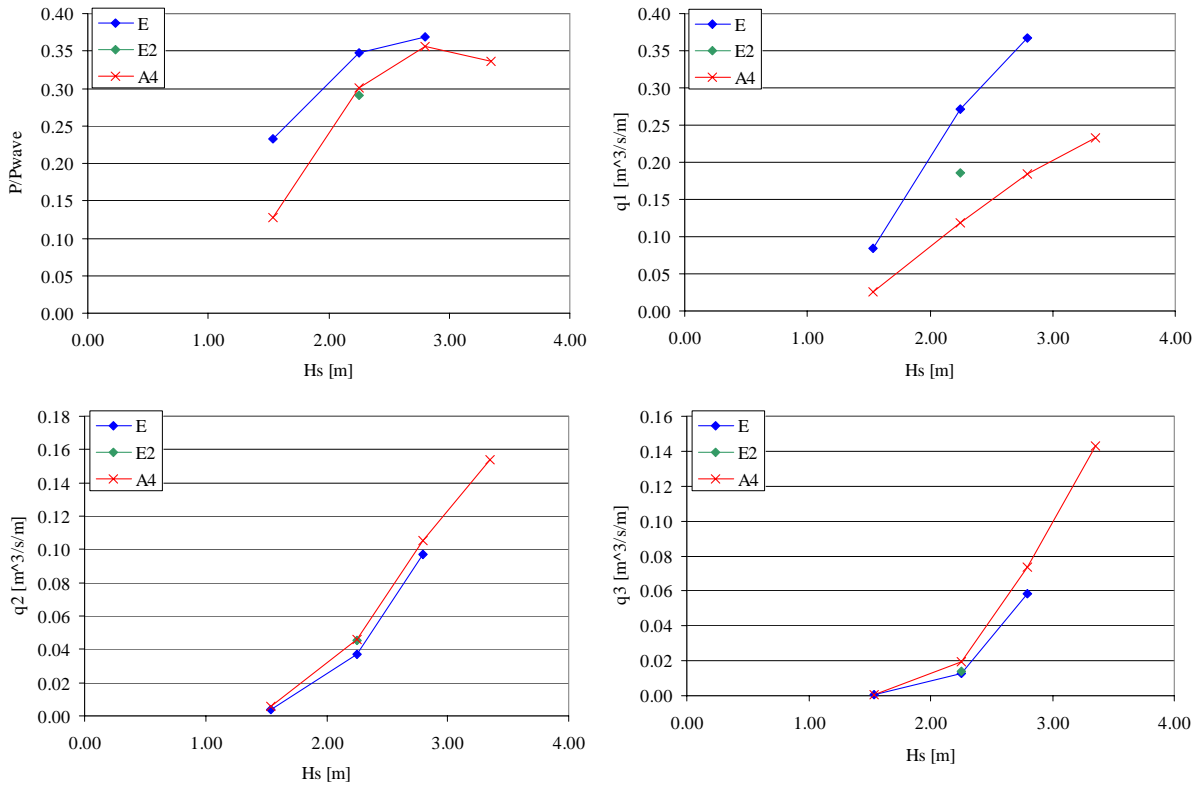 P/Pwave
0.40
0.35
0.30
0.25
0.20
0.15
0.10
0.05
0.00
0.00 1.00 2.00 3.00 4.00
Hs [m]
E
E2
A4
q1 [m^3/s/m]
0.40
0.35
0.30
0.25
0.20
0.15
0.10
0.05
0.00
0.00 1.00 2.00 3.00 4.00
Hs [m]
E
E2
A4
q2 [m^3/s/m]
0.18
0.16
0.14
0.12
0.10
0.08
0.06
0.04
0.02
0.00
0.00 1.00 2.00 3.00 4.00
Hs [m]
E
E2
A4
q3 [m^3/s/m]
0.16
0.14
0.12
0.10
0.08
0.06
0.04
0.02
0.00
0.00 1.00 2.00 3.00 4.00
Hs [m]
E
E2
A4